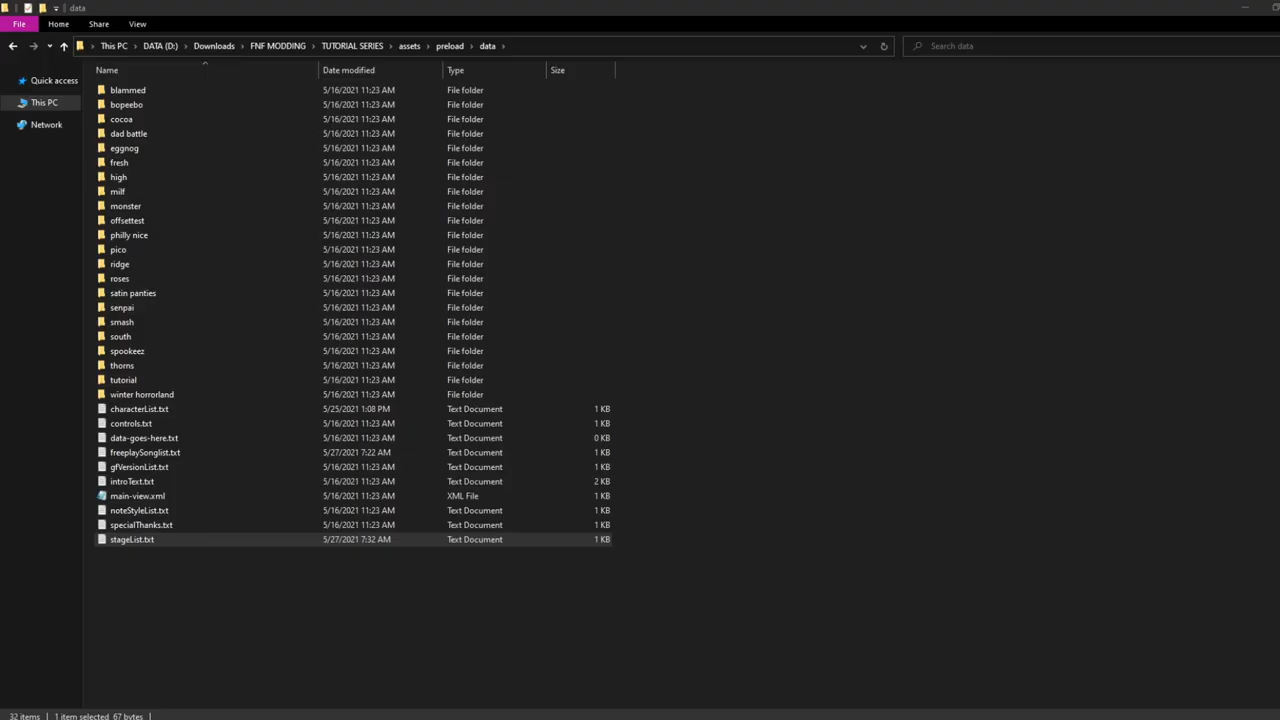 data
File Home Share View
This PC DATA (D:) Downloads FNF MODDING TUTORIAL SERIES assets preload data Search data
Name Date modified Type Size
Quick access
This PC
Network
blammed 5/16/2021 11:23 AM File folder
bopeebo 5/16/2021 11:23 AM File folder
cocoa 5/16/2021 11:23 AM File folder
dad battle 5/16/2021 11:23 AM File folder
eggnog 5/16/2021 11:23 AM File folder
fresh 5/16/2021 11:23 AM File folder
high 5/16/2021 11:23 AM File folder
milf 5/16/2021 11:23 AM File folder
monster 5/16/2021 11:23 AM File folder
offsettest 5/16/2021 11:23 AM File folder
philly nice 5/16/2021 11:23 AM File folder
pico 5/16/2021 11:23 AM File folder
ridge 5/16/2021 11:23 AM File folder
roses 5/16/2021 11:23 AM File folder
satin panties 5/16/2021 11:23 AM File folder
senpai 5/16/2021 11:23 AM File folder
smash 5/16/2021 11:23 AM File folder
south 5/16/2021 11:23 AM File folder
spookeez 5/16/2021 11:23 AM File folder
thorns 5/16/2021 11:23 AM File folder
tutorial 5/16/2021 11:23 AM File folder
winter horrorland 5/16/2021 11:23 AM File folder
characterList.txt 5/25/2021 1:08 PM Text Document 1 KB
controls.txt 5/16/2021 11:23 AM Text Document 1 KB
data-goes-here.txt 5/16/2021 11:23 AM Text Document 0 KB
freeplaySonglist.txt 5/27/2021 7:22 AM Text Document 1 KB
gfVersionList.txt 5/16/2021 11:23 AM Text Document 1 KB
introText.txt 5/16/2021 11:23 AM Text Document 2 KB
main-view.xml 5/16/2021 11:23 AM XML File 1 KB
noteStyleList.txt 5/16/2021 11:23 AM Text Document 1 KB
specialThanks.txt 5/16/2021 11:23 AM Text Document 1 KB
stageList.txt 5/27/2021 7:32 AM Text Document 1 KB
32 items 1 item selected 67 bytes